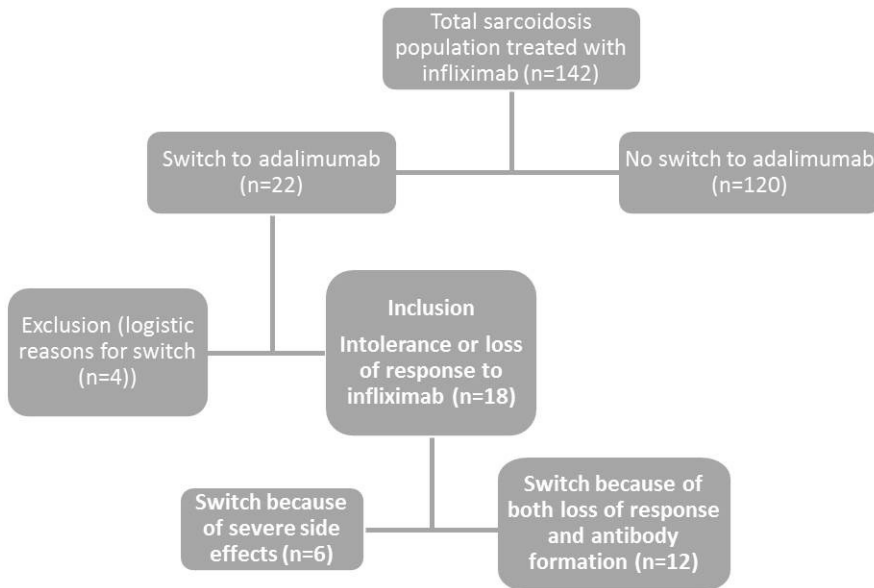 Total sarcoidosis
population treated with
infliximab (n=142)
Switch to adalimumab
(n=22)
No switch to adalimumab
(n=120)
Exclusion (logistic
reasons for switch
(n=4))
Inclusion
Intolerance or loss
of response to
infliximab (n=18)
Switch because
of severe side
effects (n=6)
Switch because of
both loss of response
and antibody
formation (n=12)